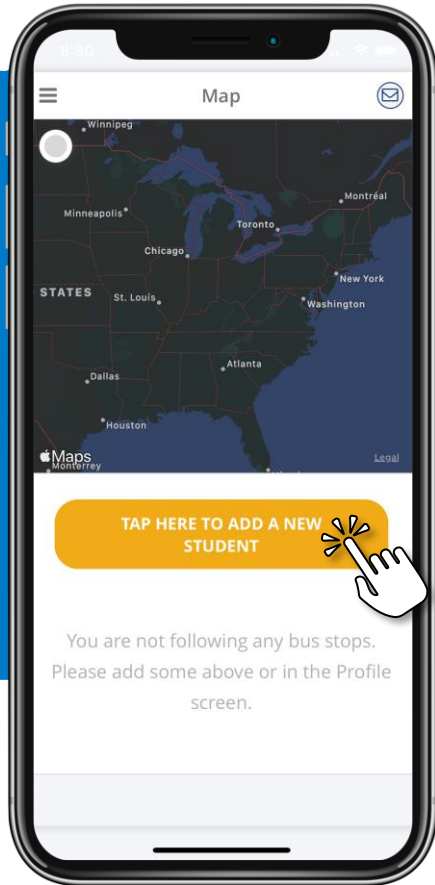 8:30
Map
Winnipeg
Montréal
Minneapolis
Toronto
Chicago
New York
STATES
St. Louis
Washington
Atlanta
Dallas
Houston
Maps
Legal
Monterrey
TAP HERE TO ADD A NEW
STUDENT
You are not following any bus stops.
Please add some above or in the Profile
screen.